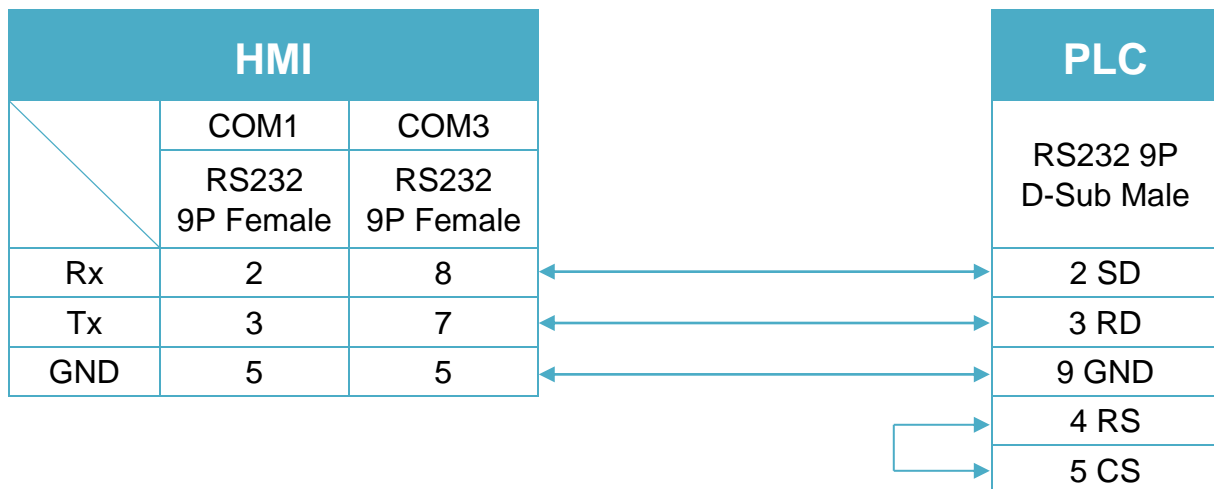 HMI
PLC
COM1 COM3
RS232 9P
D-Sub Male
RS232 RS232
9P Female 9P Female
Rx 2 8 2 SD
Tx 3 7 3 RD
GND 5 5 9 GND
4 RS
5 CS